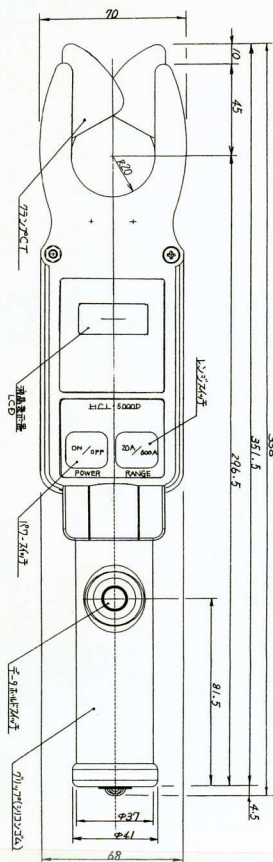 70
10
45
R20
クランプCT
356
351.5
296.5
液晶表示器
LCD
レンジスイッチ
HCL-5000D
ON/OFF
20A/600A
POWER
RANGE
パワースイッチ
データホールドスイッチ
81.5
グリップ(シリコンゴム)
4.5
φ37
φ41
68